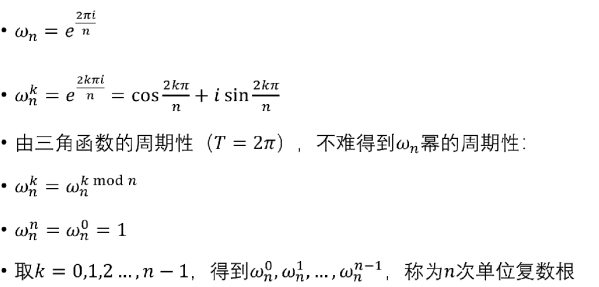 • ωₙ = e^(2πi/n)
• ωₙᵏ = e^(2kπi/n) = cos 2kπ/n + i sin 2kπ/n
• 由三角函数的周期性（T = 2π），不难得到ωₙ幂的周期性：
• ωₙᵏ = ωₙ^(k mod n)
• ωₙⁿ = ωₙ⁰ = 1
• 取k = 0,1,2 …, n − 1，得到ωₙ⁰, ωₙ¹, …, ωₙⁿ⁻¹，称为n次单位复数根